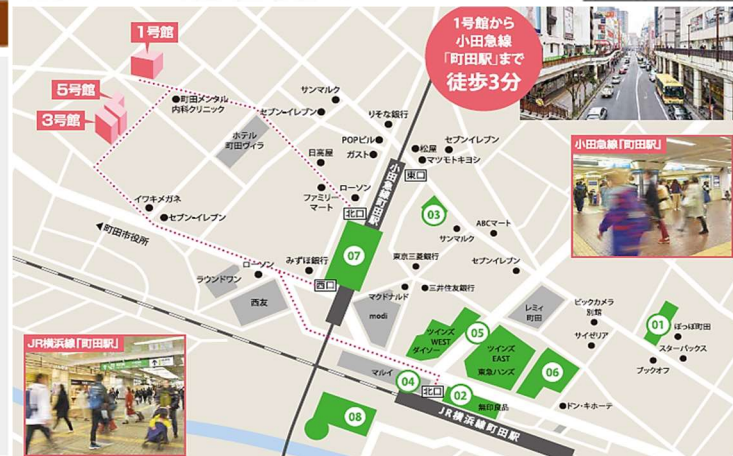 1号館
5号館
3号館
1号館から
小田急線
「町田駅」まで
徒歩3分
小田急線「町田駅」
JR横浜線「町田駅」
町田メンタル
内科クリニック
サンマルク
セブン-イレブン
ホテル
町田ヴィラ
りそな銀行
POPビル
ガスト
日高屋
ファミリー
マート
ローソン
北口
小田急線町田駅
東口
松屋
セブンイレブン
マツモトキヨシ
03
サンマルク
ABCマート
イワキメガネ
セブン-イレブン
町田市役所
07
西口
みずほ銀行
ローソン
ラウンドワン
西友
東京三菱銀行
セブンイレブン
マクドナルド
三井住友銀行
modi
レミィ
町田
ビックカメラ
別館
サイゼリア
01
ぽっぽ町田
スターバックス
ブックオフ
05
ツインズ
WEST
ダイソー
ツインズ
EAST
東急ハンズ
06
マルイ
04
北口
02
無印良品
ドン・キホーテ
JR横浜線町田駅
08